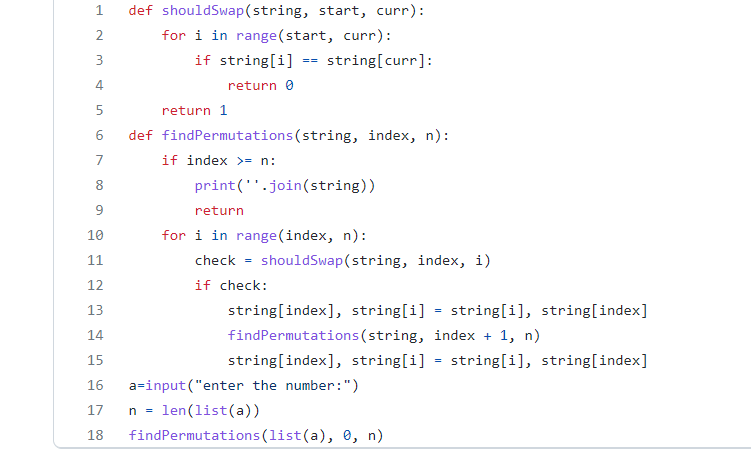 1 def shouldSwap(string, start, curr):
2     for i in range(start, curr):
3         if string[i] == string[curr]:
4             return 0
5     return 1
6 def findPermutations(string, index, n):
7     if index >= n:
8         print(''.join(string))
9         return
10     for i in range(index, n):
11         check = shouldSwap(string, index, i)
12         if check:
13             string[index], string[i] = string[i], string[index]
14             findPermutations(string, index + 1, n)
15             string[index], string[i] = string[i], string[index]
16 a=input("enter the number:")
17 n = len(list(a))
18 findPermutations(list(a), 0, n)